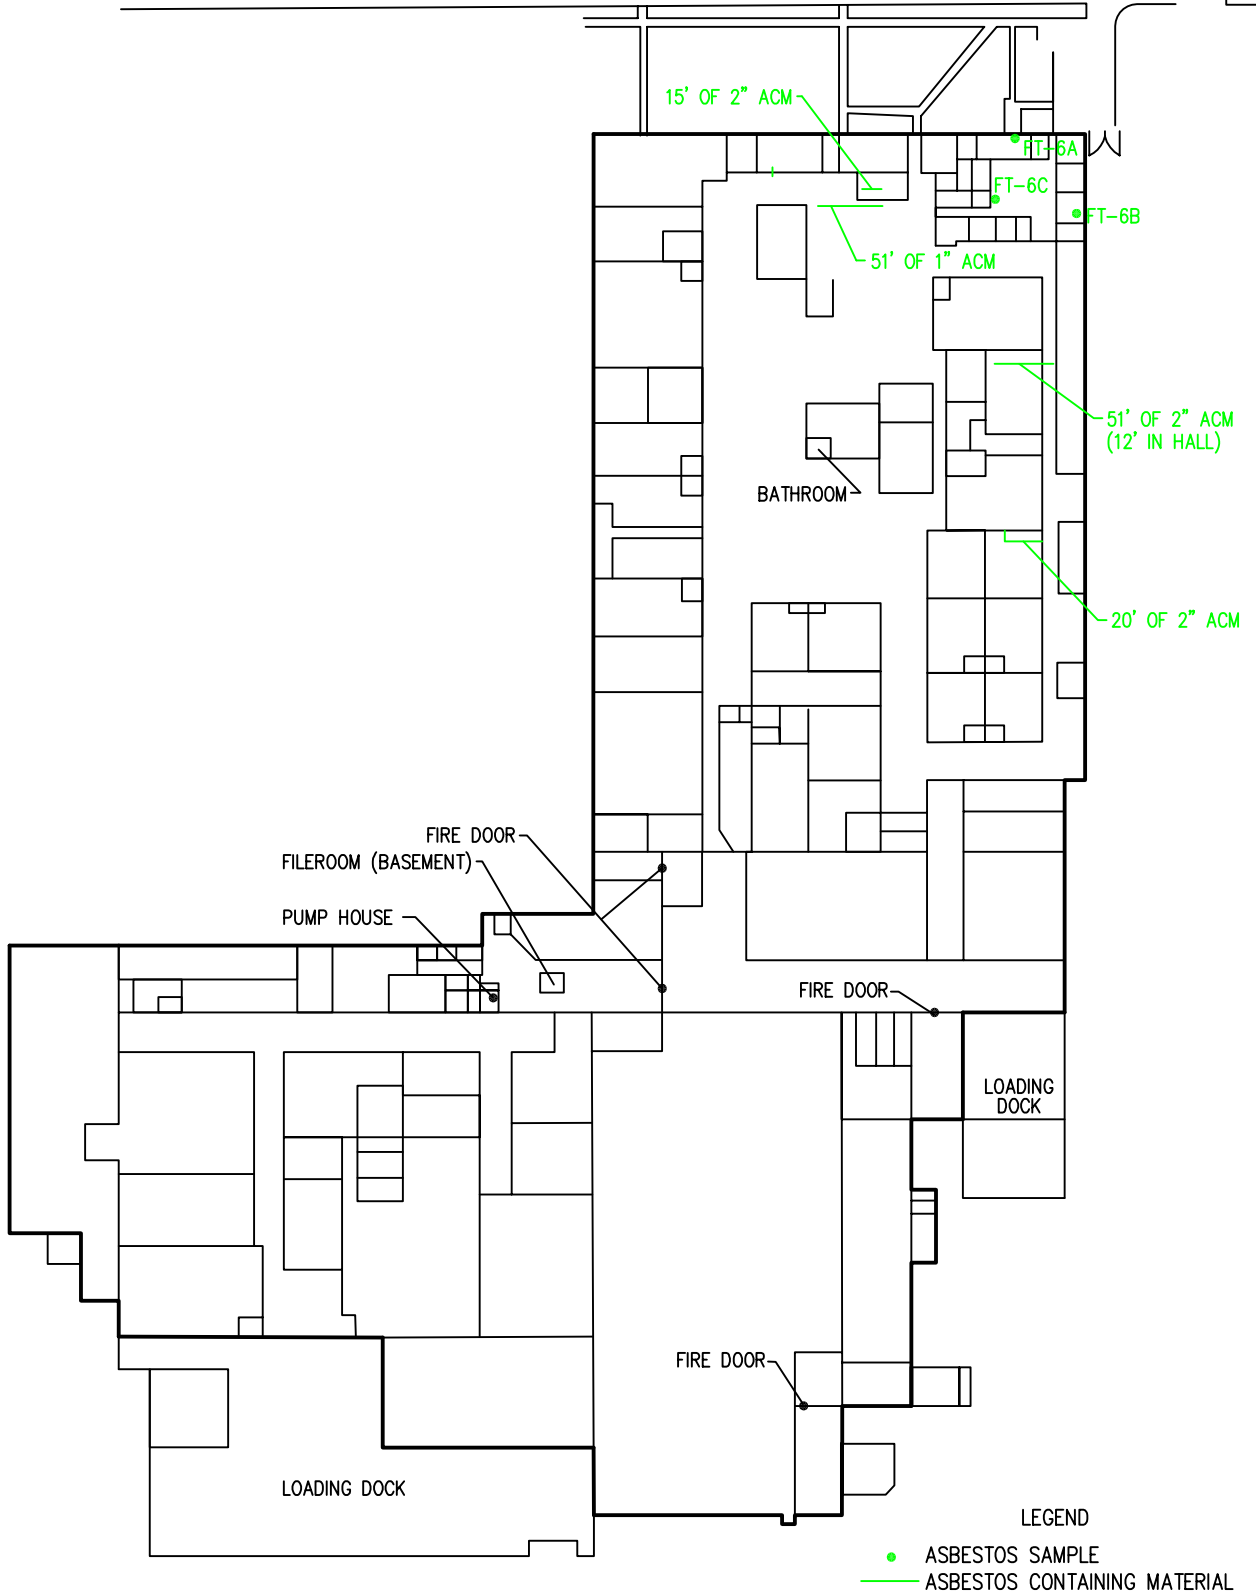 15' OF 2" ACM
FT-6A
FT-6C
FT-6B
51' OF 1" ACM
51' OF 2" ACM
(12' IN HALL)
BATHROOM
20' OF 2" ACM
FIRE DOOR
FILEROOM (BASEMENT)
PUMP HOUSE
FIRE DOOR
LOADING
DOCK
FIRE DOOR
LOADING DOCK
LEGEND
ASBESTOS SAMPLE
ASBESTOS CONTAINING MATERIAL